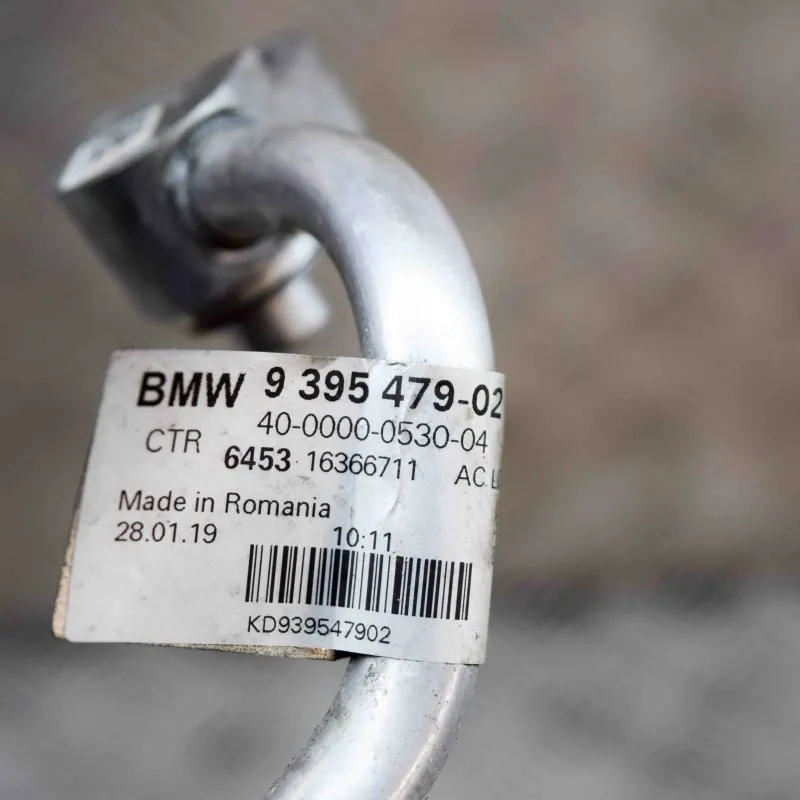 BMW 9 395 479-02
40-0000-0530-04
CTR 6453 16366711 AC
Made in Romania
28.01.19 10:11
KD939547902